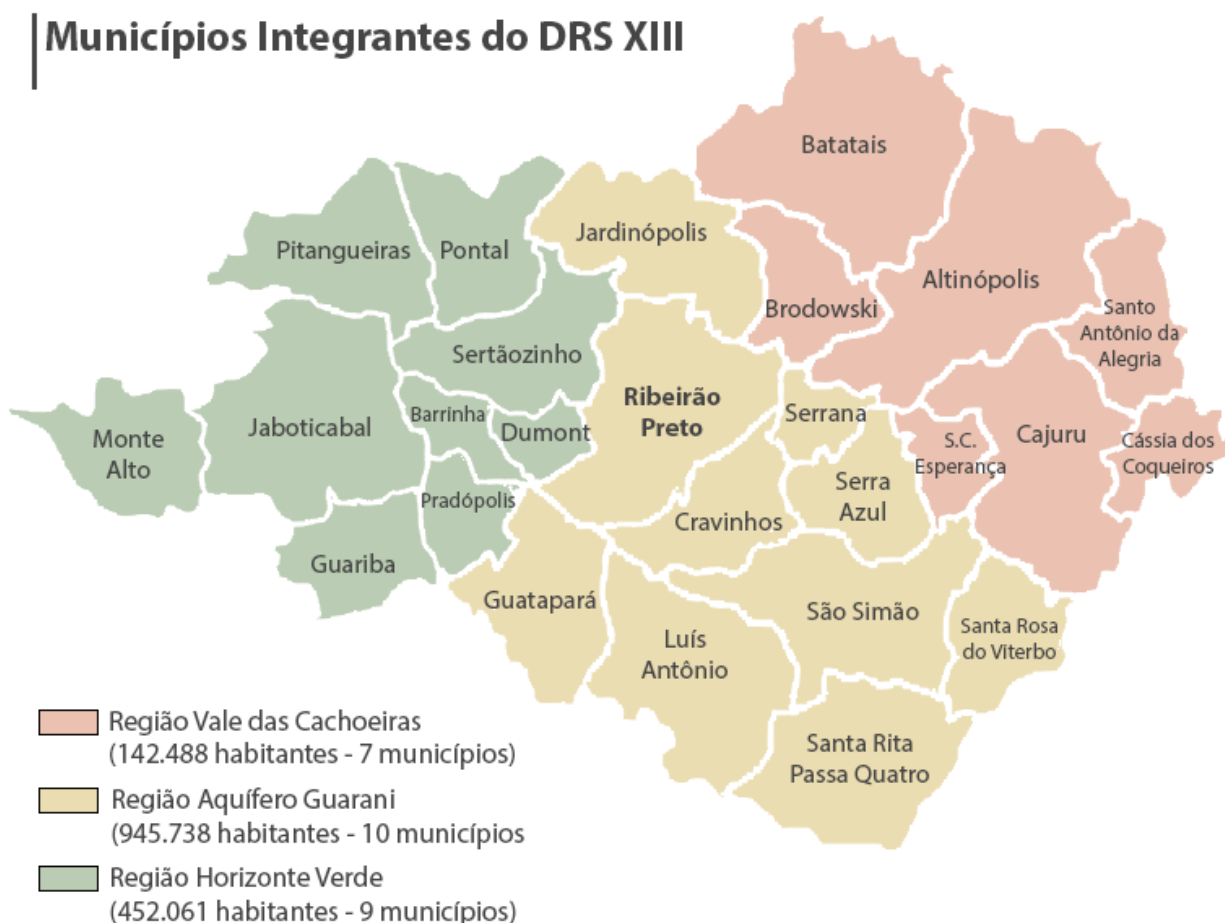 Municípios Integrantes do DRS XIII
Batatais
Jardinópolis
Pitangueiras
Pontal
Altinópolis
Brodowski
Santo
Antônio da
Alegria
Sertãozinho
Ribeirão
Preto
Barrinha
Serrana
Dumont
Jaboticabal
Monte
Alto
S.C.
Esperança
Cajuru
Cássia dos
Coqueiros
Serra
Azul
Pradópolis
Cravinhos
Guariba
Guatapará
São Simão
Luís
Antônio
Santa Rosa
do Viterbo
Santa Rita
Passa Quatro
Região Vale das Cachoeiras
(142.488 habitantes - 7 municípios)
Região Aquífero Guarani
(945.738 habitantes - 10 municípios
Região Horizonte Verde
(452.061 habitantes - 9 municípios)